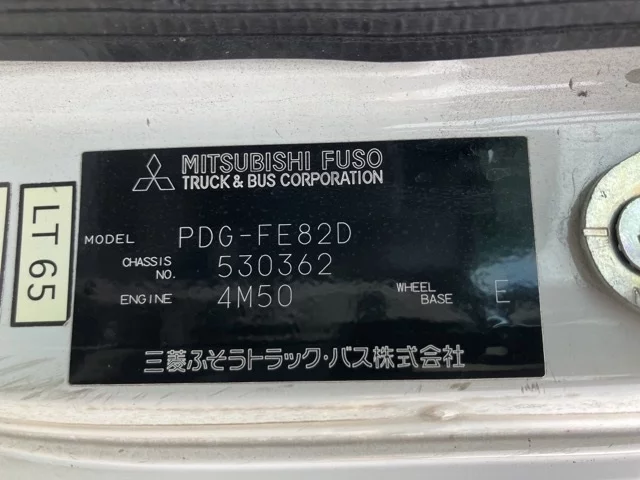 MITSUBISHI FUSO
TRUCK & BUS CORPORATION
MODEL PDG-FE82D
CHASSIS NO. 530362
ENGINE 4M50 WHEEL BASE E
三菱ふそうトラック・バス株式会社
LT 65